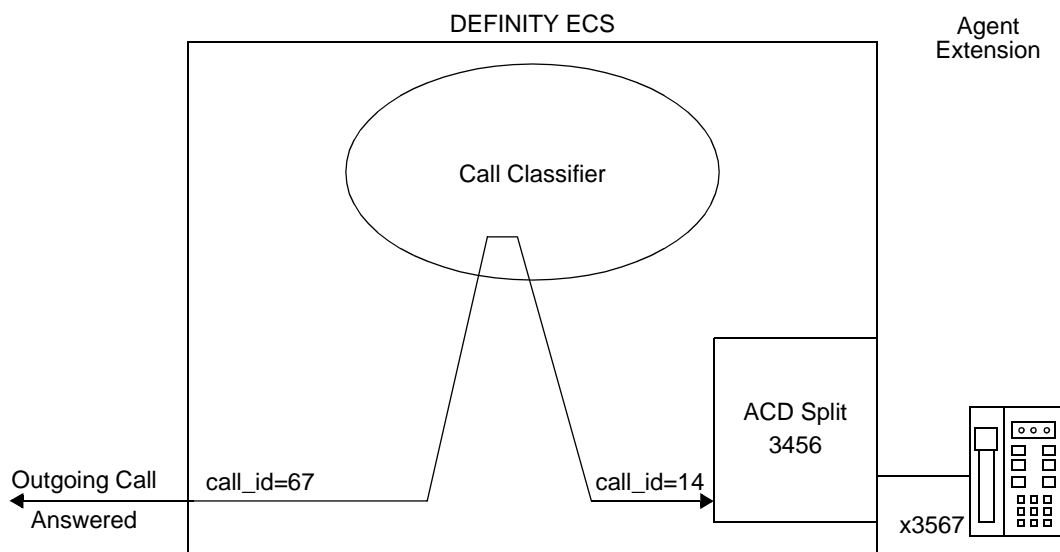 DEFINITY ECS
Agent
Extension
Call Classifier
ACD Split
3456
Outgoing Call
call_id=67
call_id=14
Answered
x3567